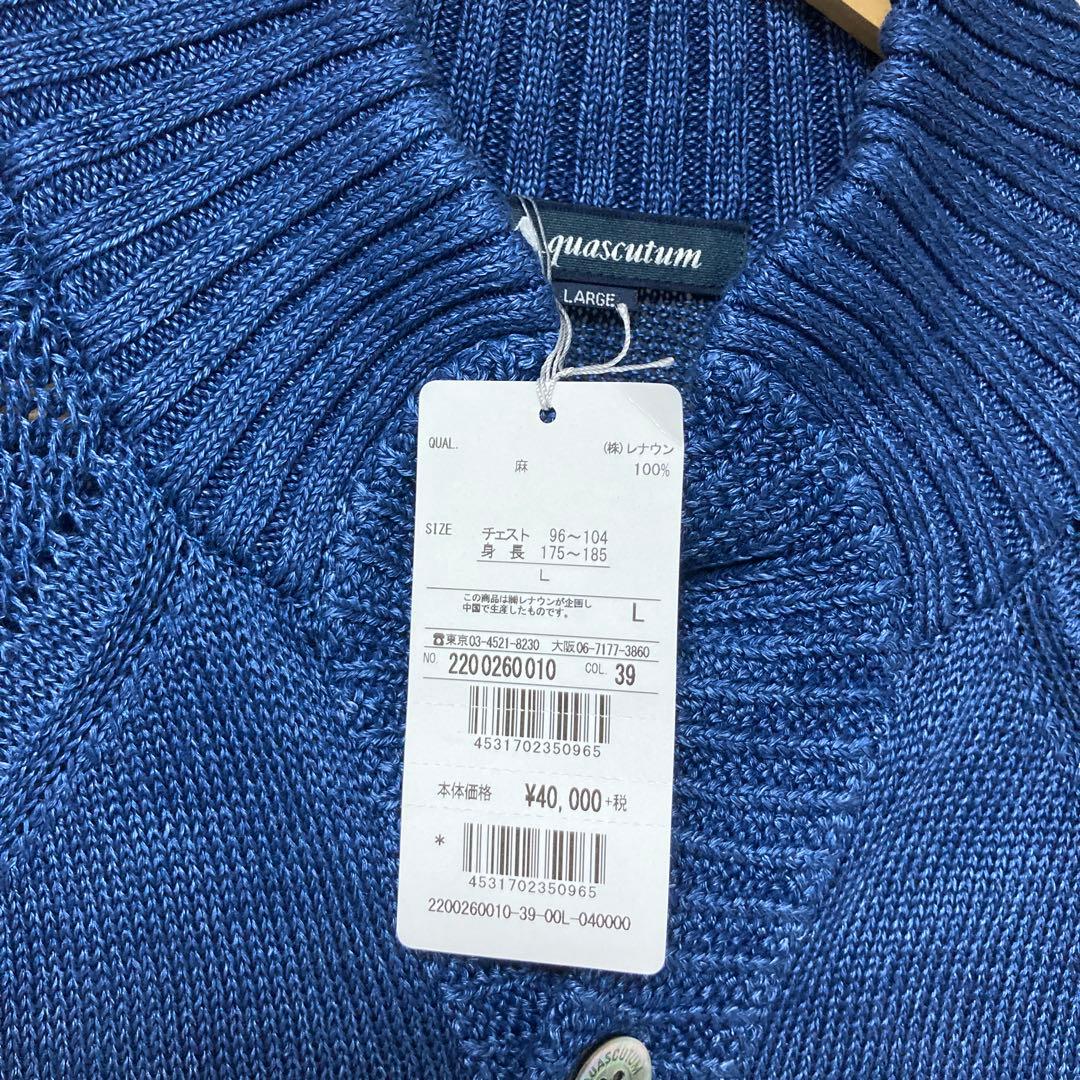 Aquascutum
LARGE
QUAL.
(株)レナウン
麻 100%
SIZE
チェスト 96～104
身 長 175～185
L
この商品は㈱レナウンが企画し
中国で生産したものです。
L
☎東京03-4521-8230 大阪06-7177-3860
NO. 2200260010 COL. 39
4531702350965
本体価格 ¥40,000+税
*
4531702350965
2200260010-39-00L-040000
AQUASCUTUM